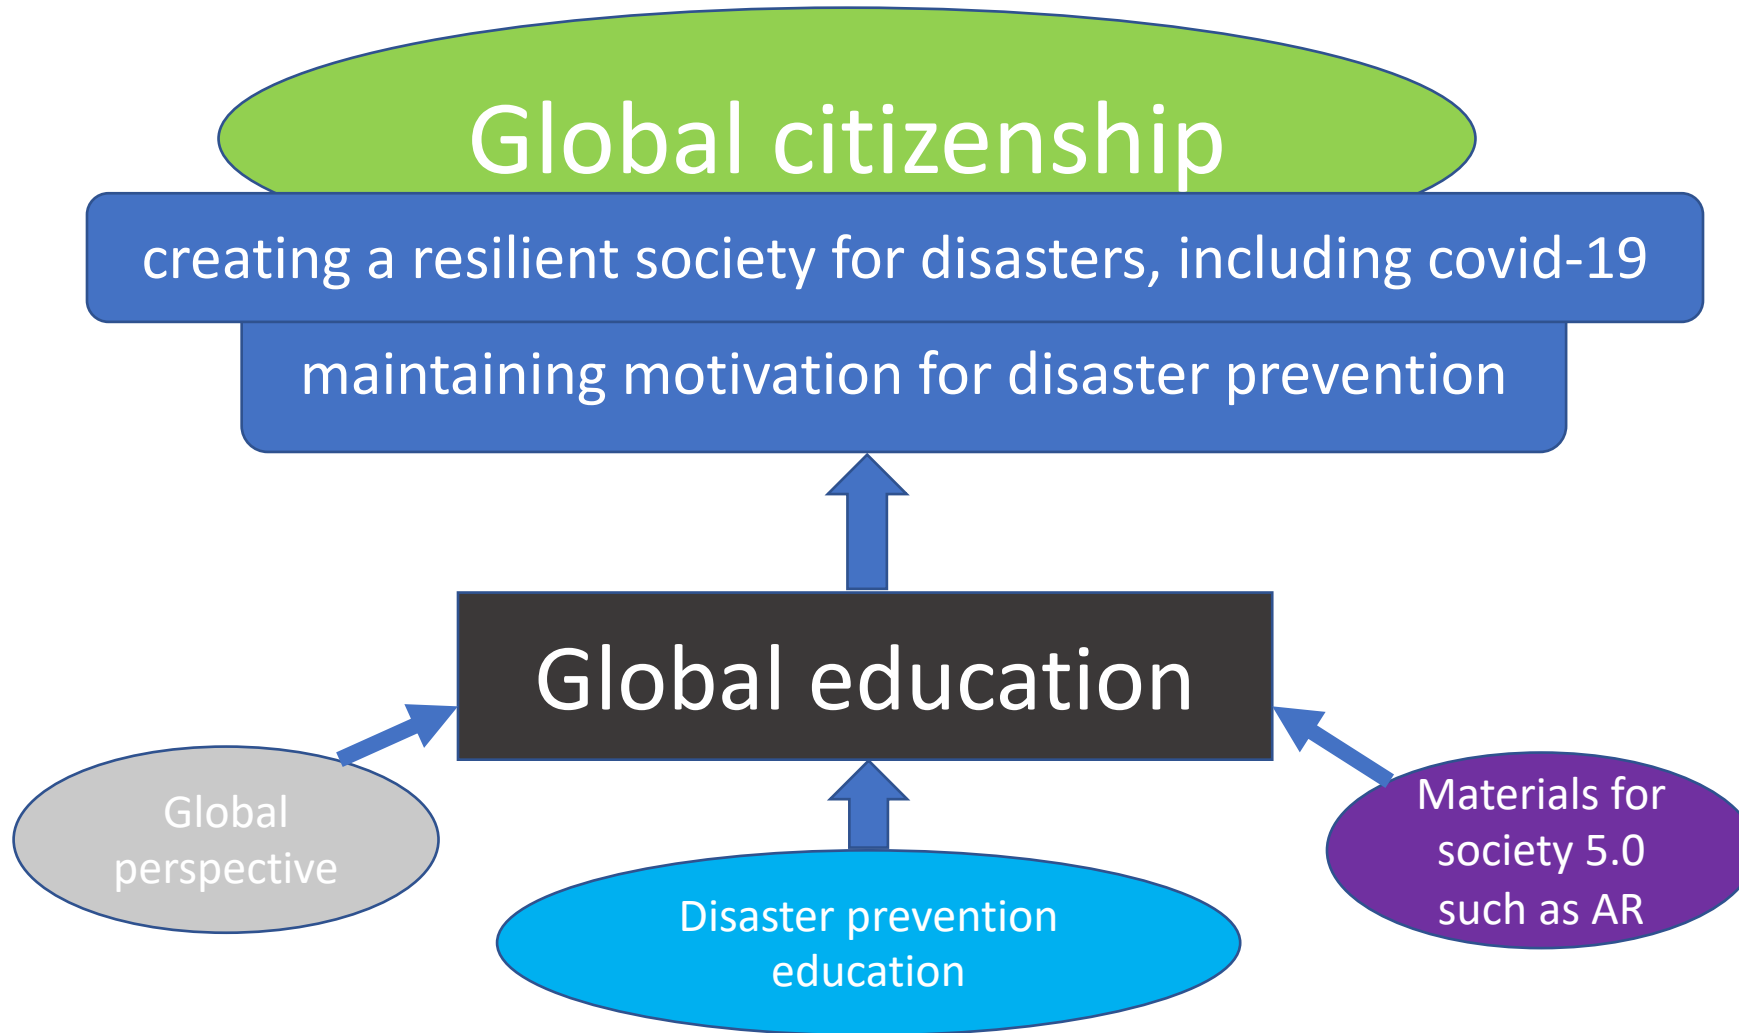 Global citizenship
creating a resilient society for disasters, including covid-19
maintaining motivation for disaster prevention
Global education
Global
perspective
Disaster prevention
education
Materials for
society 5.0
such as AR